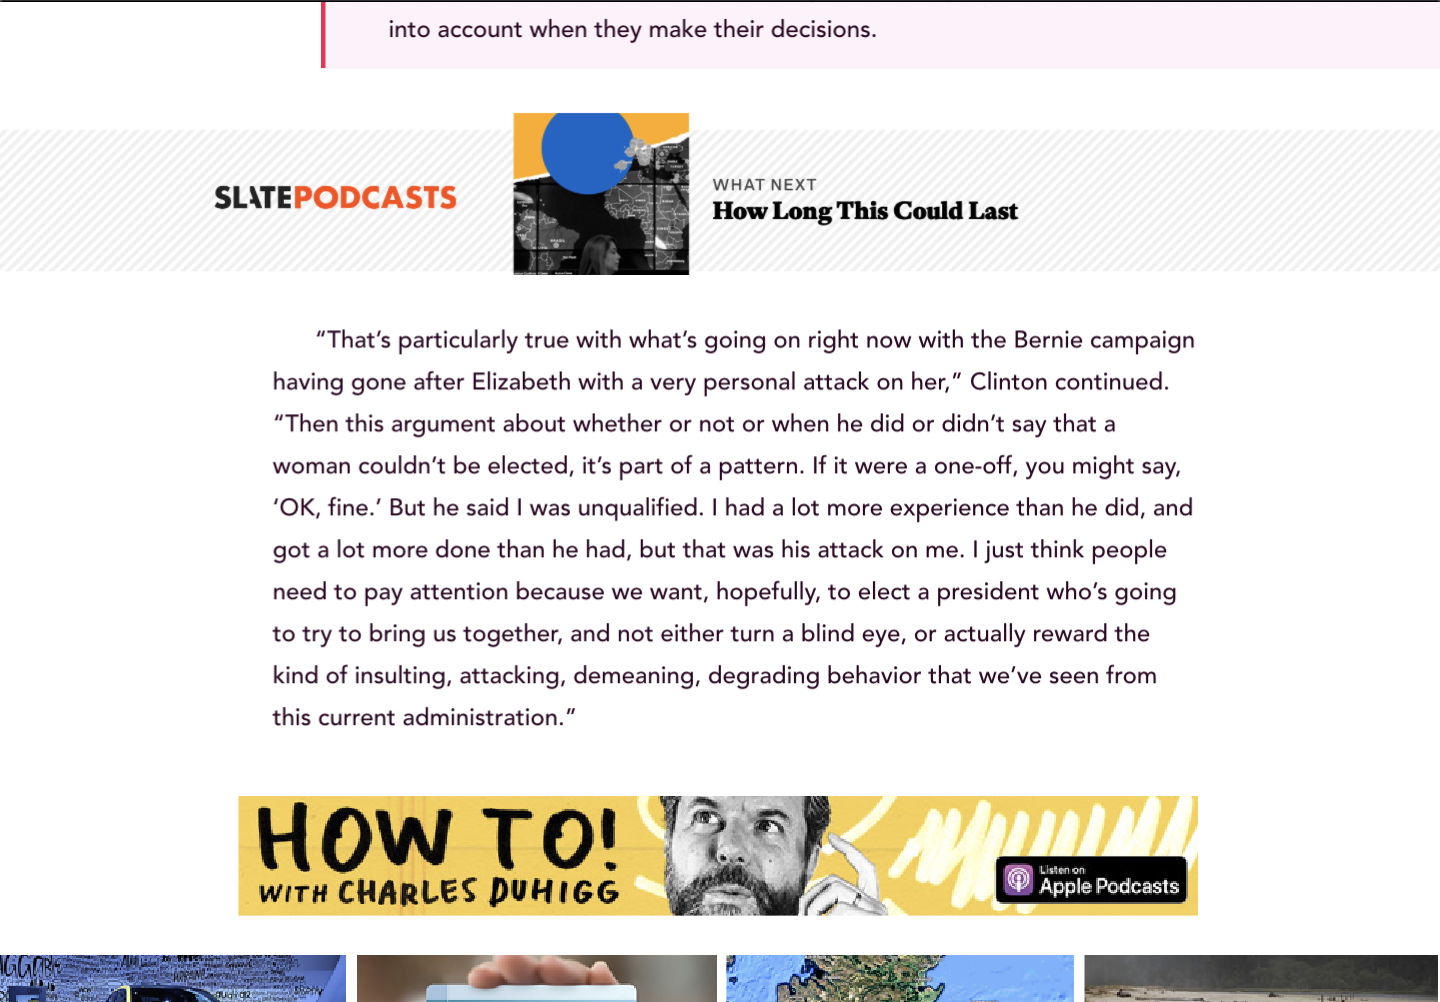 into account when they make their decisions.
SLATEPODCASTS
WHAT NEXT
How Long This Could Last
“That’s particularly true with what’s going on right now with the Bernie campaign
having gone after Elizabeth with a very personal attack on her,” Clinton continued.
“Then this argument about whether or not or when he did or didn’t say that a
woman couldn’t be elected, it’s part of a pattern. If it were a one-off, you might say,
‘OK, fine.’ But he said I was unqualified. I had a lot more experience than he did, and
got a lot more done than he had, but that was his attack on me. I just think people
need to pay attention because we want, hopefully, to elect a president who’s going
to try to bring us together, and not either turn a blind eye, or actually reward the
kind of insulting, attacking, demeaning, degrading behavior that we’ve seen from
this current administration.”
HOW TO!
WITH CHARLES DUHIGG
Listen on
Apple Podcasts